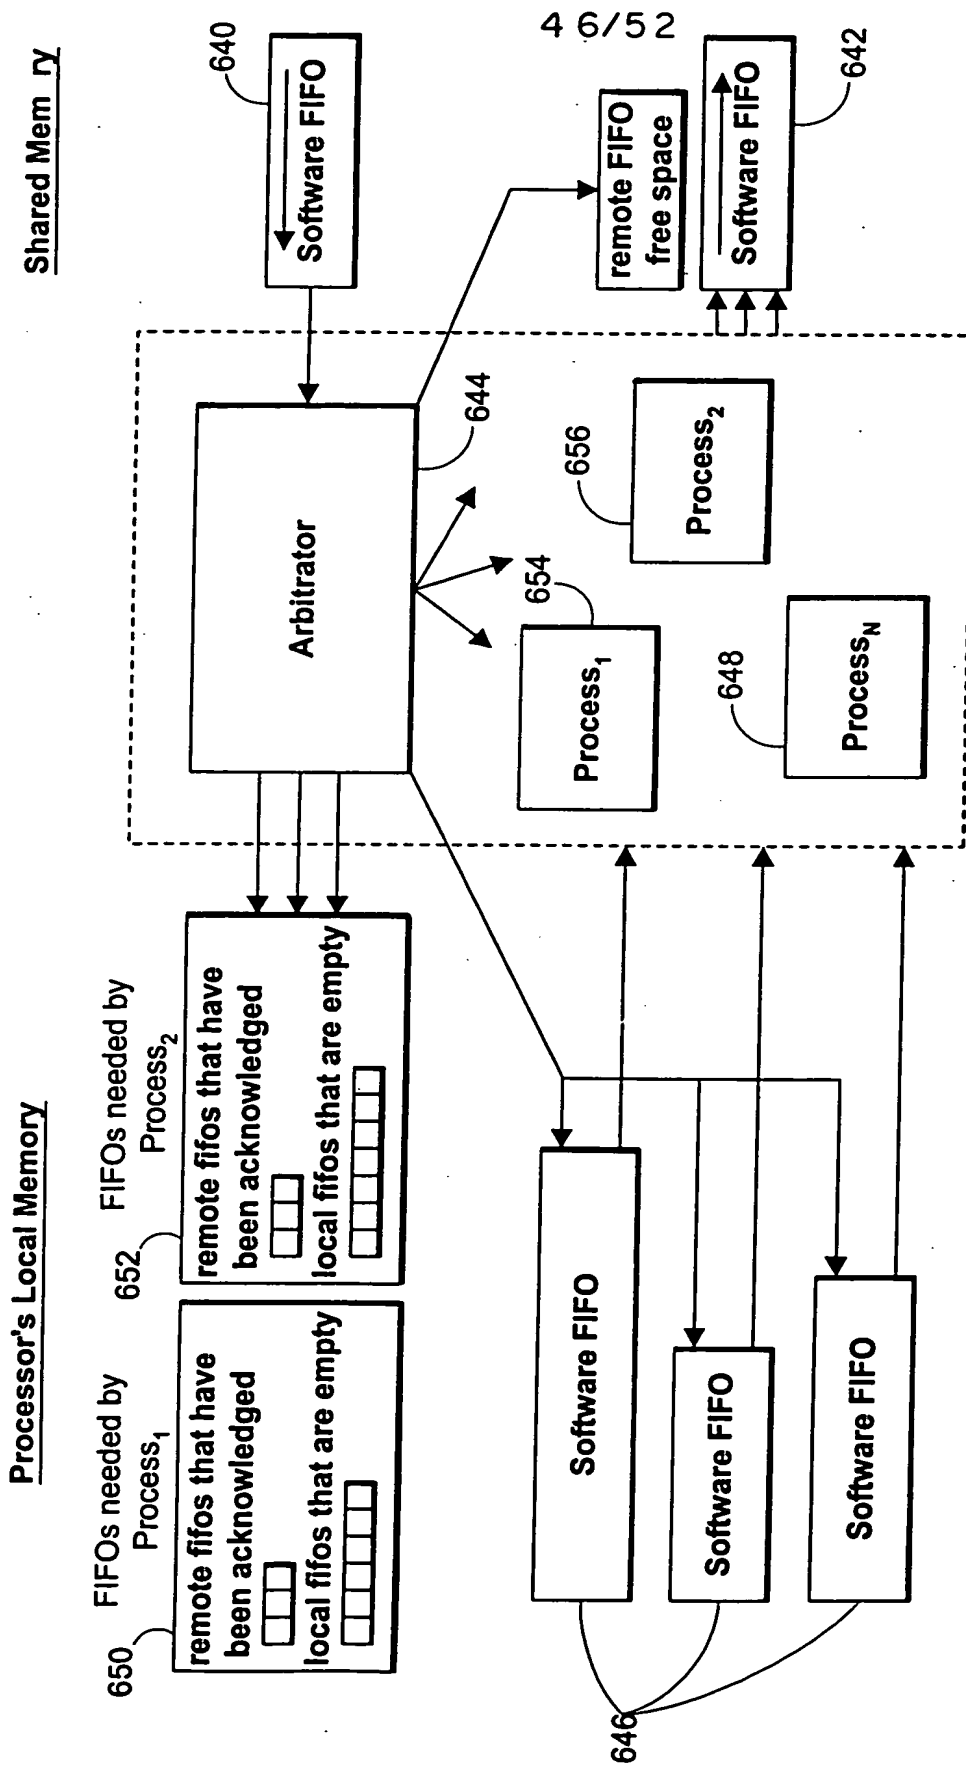 46/52
Processor's Local Memory
Shared Mem ry
FIFOs needed by
Process1
650
remote fifos that have
been acknowledged
local fifos that are empty
FIFOs needed by
Process2
652
remote fifos that have
been acknowledged
local fifos that are empty
Arbitrator
644
640
Software FIFO
remote FIFO
free space
Software FIFO
642
Process1
654
Process2
656
ProcessN
648
Software FIFO
Software FIFO
Software FIFO
646